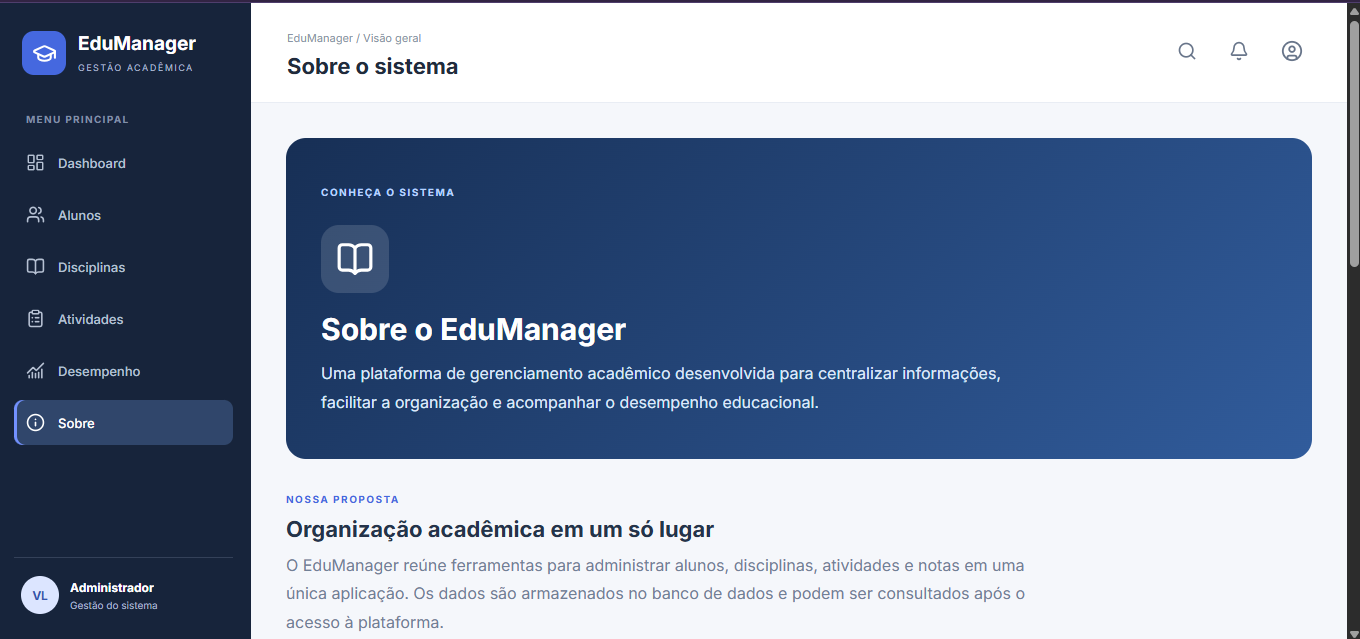 EduManager
GESTÃO ACADÊMICA
MENU PRINCIPAL
Dashboard
Alunos
Disciplinas
Atividades
Desempenho
Sobre
VL
Administrador
Gestão do sistema
EduManager / Visão geral
Sobre o sistema
CONHEÇA O SISTEMA
Sobre o EduManager
Uma plataforma de gerenciamento acadêmico desenvolvida para centralizar informações,
facilitar a organização e acompanhar o desempenho educacional.
NOSSA PROPOSTA
Organização acadêmica em um só lugar
O EduManager reúne ferramentas para administrar alunos, disciplinas, atividades e notas em uma
única aplicação. Os dados são armazenados no banco de dados e podem ser consultados após o
acesso à plataforma.